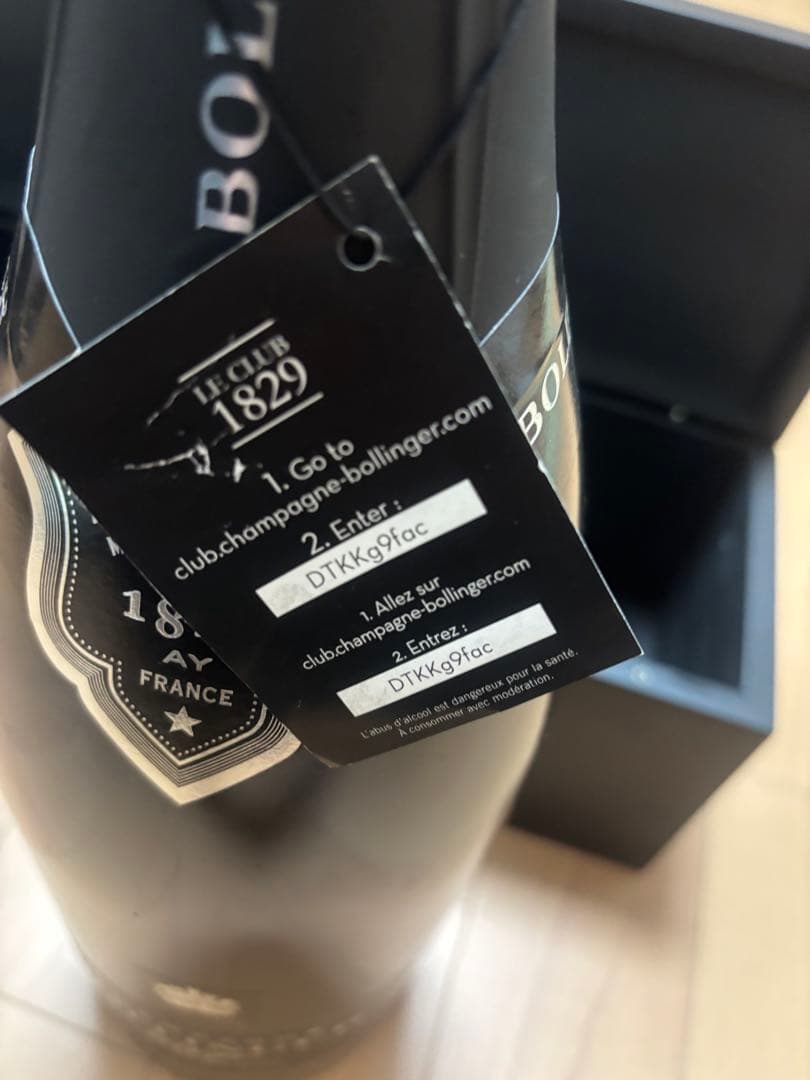 BOL
LE CLUB
1829
1. Go to
club.champagne-bollinger.com
2. Enter :
DTKKg9fac
1. Allez sur
club.champagne-bollinger.com
2. Entrez :
DTKKg9fac
L'abus d'alcool est dangereux pour la santé.
À consommer avec modération.
BOL
18
AY
FRANCE